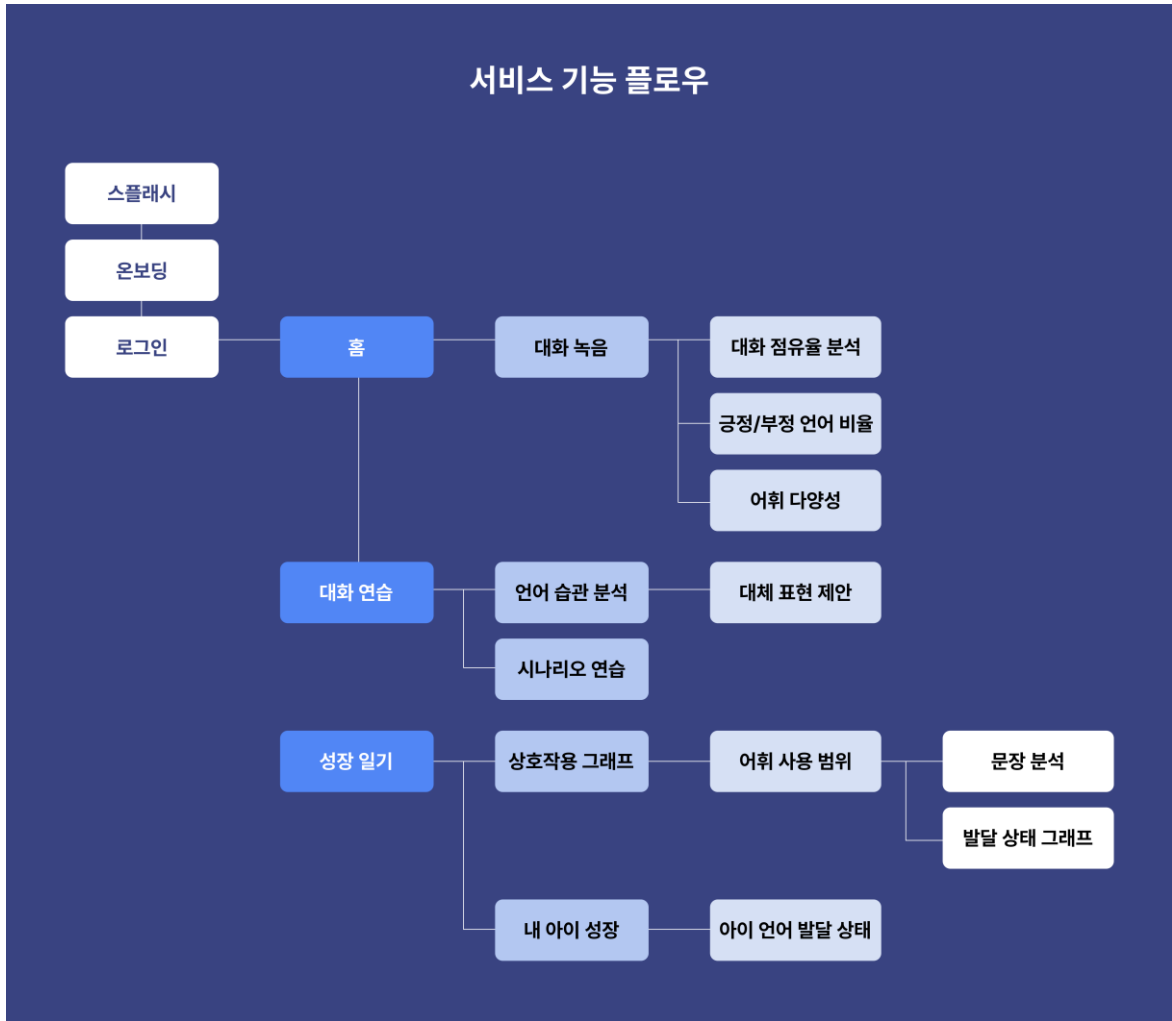 서비스 기능 플로우
스플래시
온보딩
로그인
홈
대화 녹음
대화 점유율 분석
긍정/부정 언어 비율
어휘 다양성
대화 연습
언어 습관 분석
대체 표현 제안
시나리오 연습
성장 일기
상호작용 그래프
어휘 사용 범위
문장 분석
발달 상태 그래프
내 아이 성장
아이 언어 발달 상태